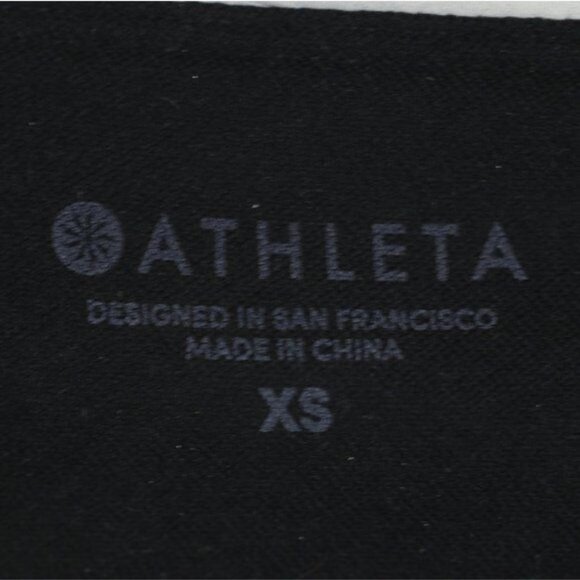 ATHLETA
DESIGNED IN SAN FRANCISCO
MADE IN CHINA
XS